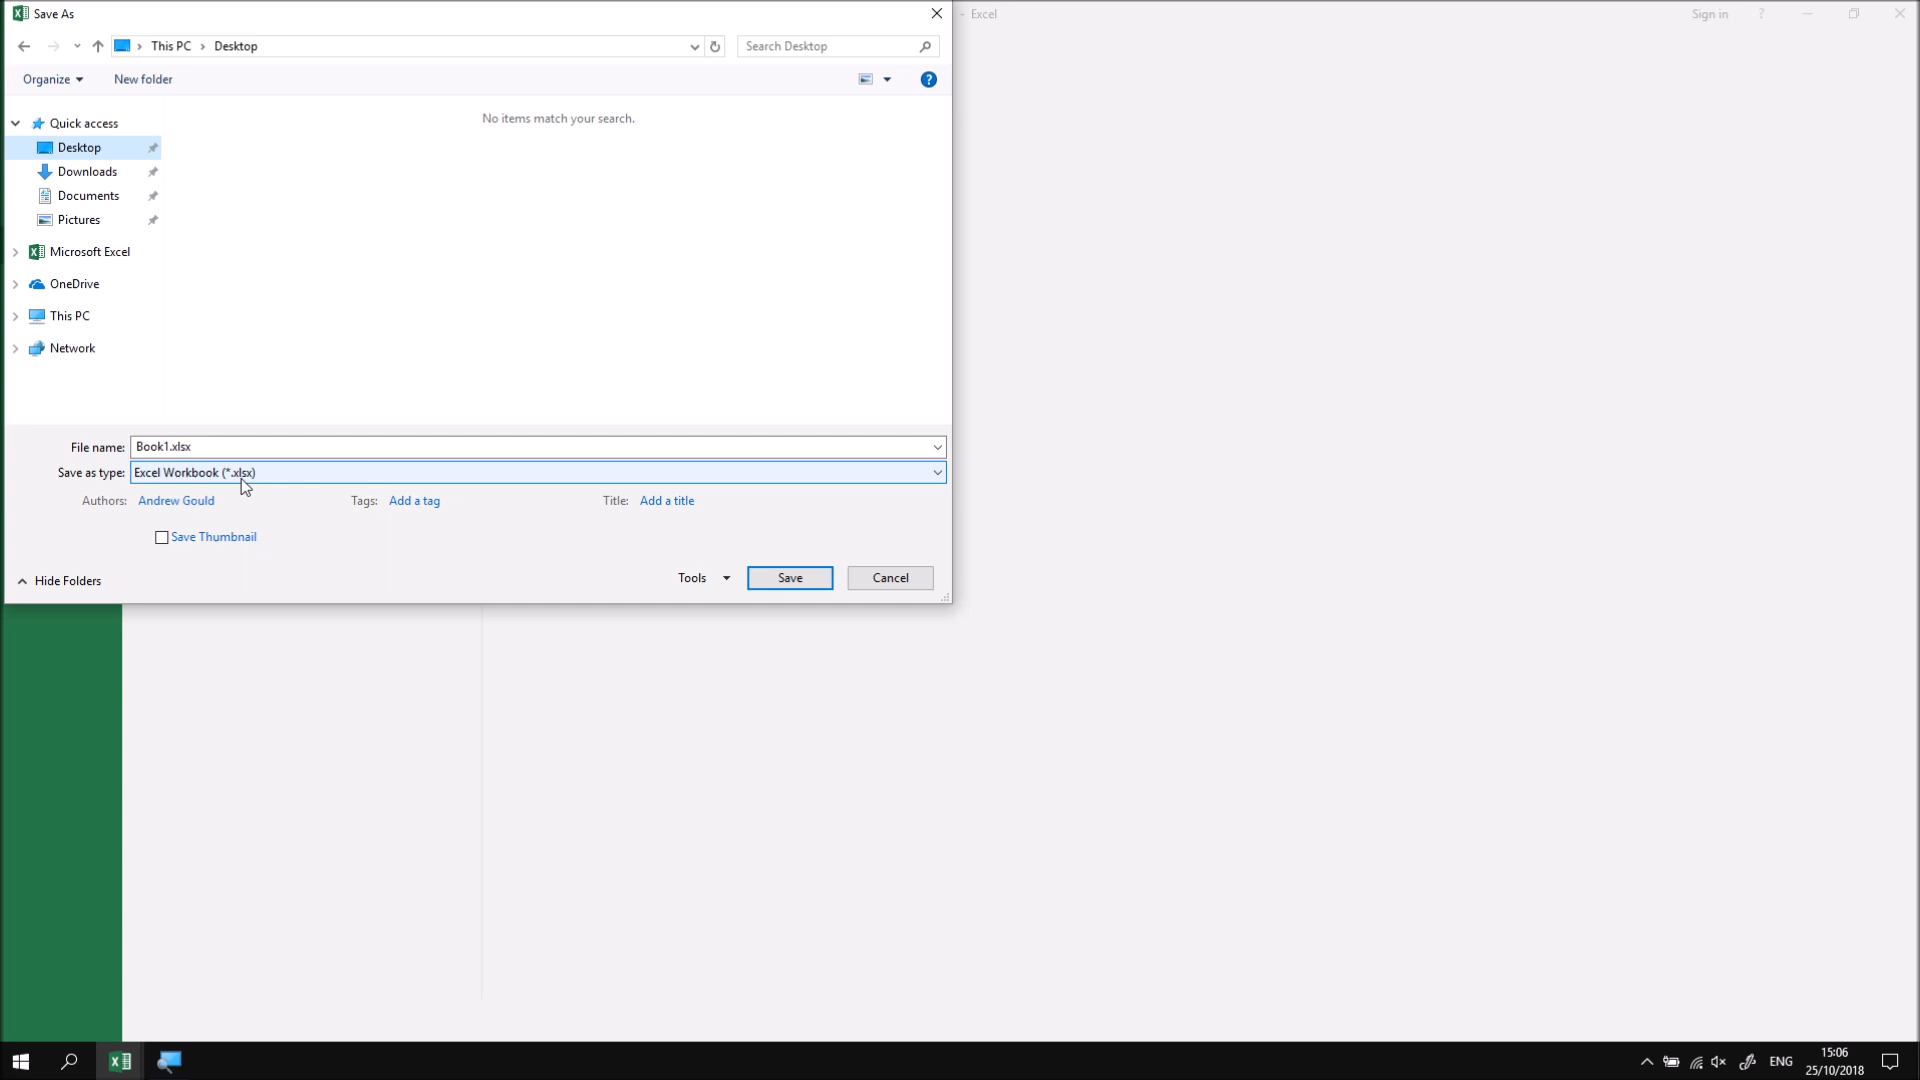 Save As
- Excel
Sign in
?
This PC
Desktop
Search Desktop
Organize
New folder
?
No items match your search.
Quick access
Desktop
Downloads
Documents
Pictures
Microsoft Excel
OneDrive
This PC
Network
File name: Book1.xlsx
Save as type: Excel Workbook (*.xlsx)
Authors: Andrew Gould
Tags: Add a tag
Title: Add a title
Save Thumbnail
Hide Folders
Tools
Save
Cancel
ENG
15:06
25/10/2018